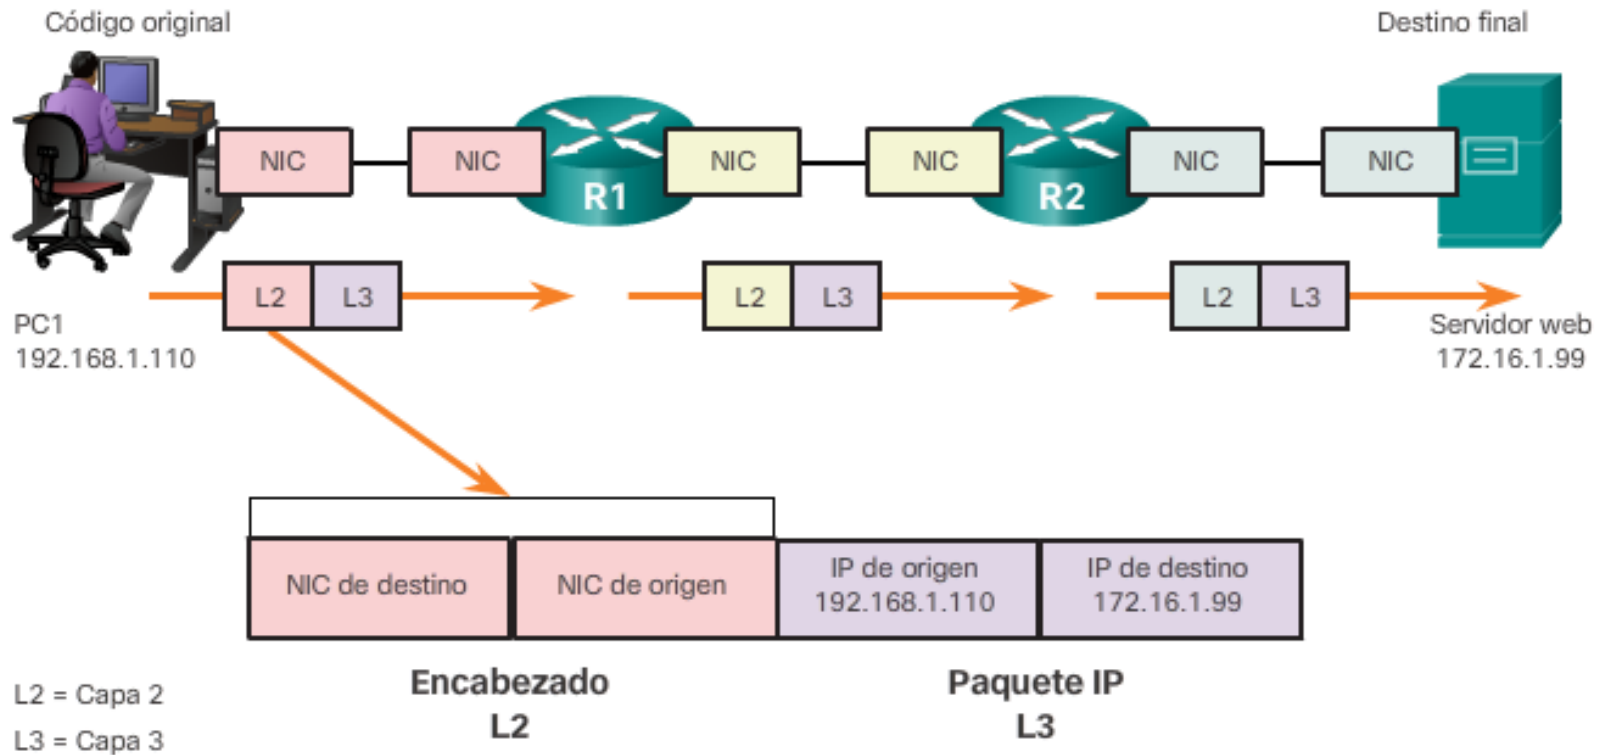 Código original
Destino final
NIC
NIC
NIC
NIC
NIC
NIC
R1
R2
L2
L3
L2
L3
L2
L3
PC1
192.168.1.110
Servidor web
172.16.1.99
NIC de destino
NIC de origen
IP de origen
192.168.1.110
IP de destino
172.16.1.99
Encabezado
L2
Paquete IP
L3
L2 = Capa 2
L3 = Capa 3